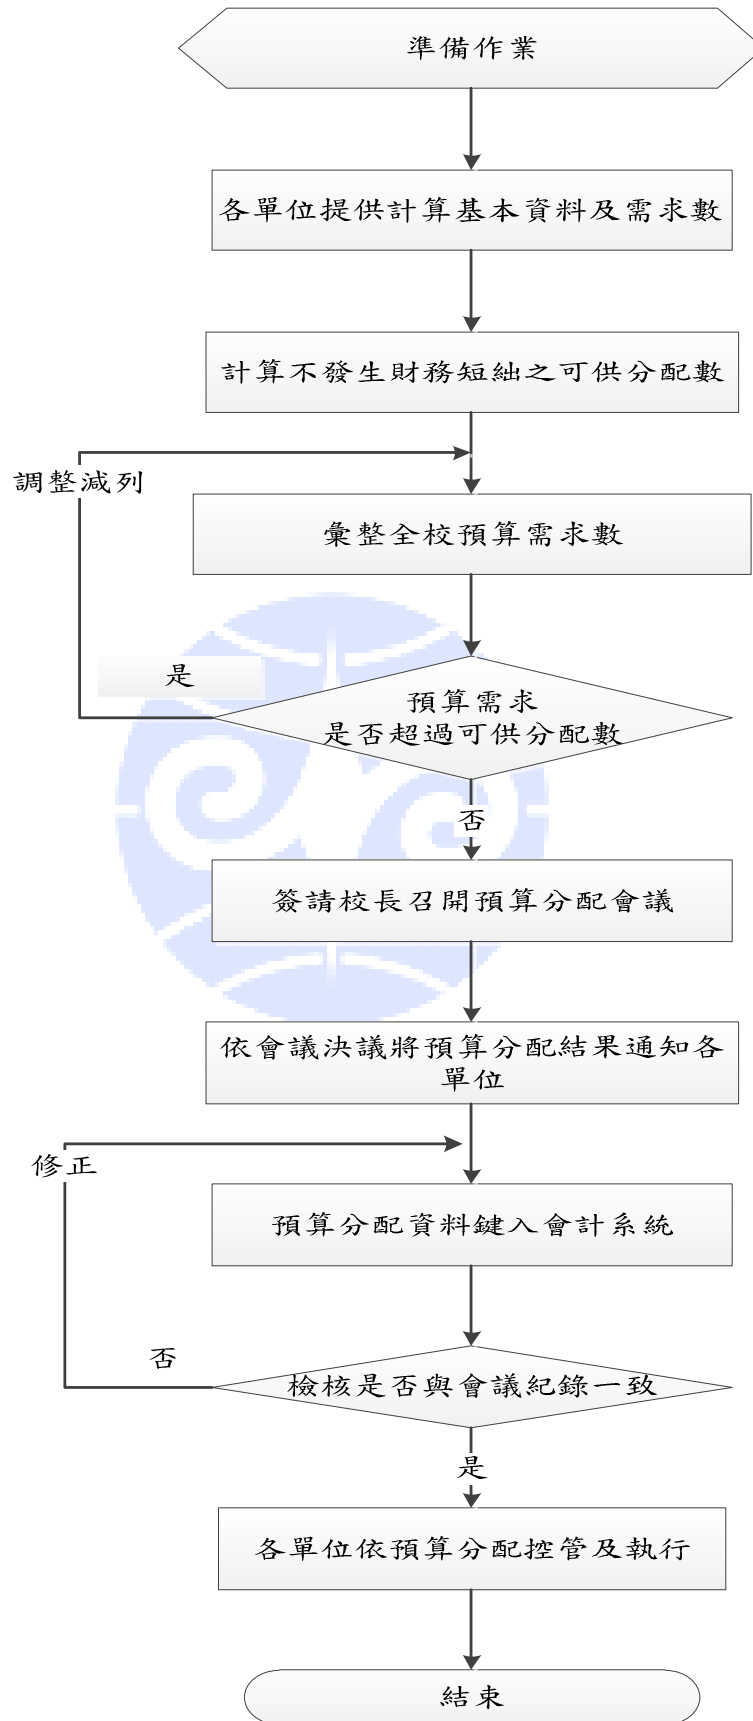 準備作業
各單位提供計算基本資料及需求數
計算不發生財務短絀之可供分配數
調整減列
彙整全校預算需求數
是
預算需求
是否超過可供分配數
否
簽請校長召開預算分配會議
依會議決議將預算分配結果通知各
單位
修正
預算分配資料鍵入會計系統
否
檢核是否與會議紀錄一致
是
各單位依預算分配控管及執行
結束